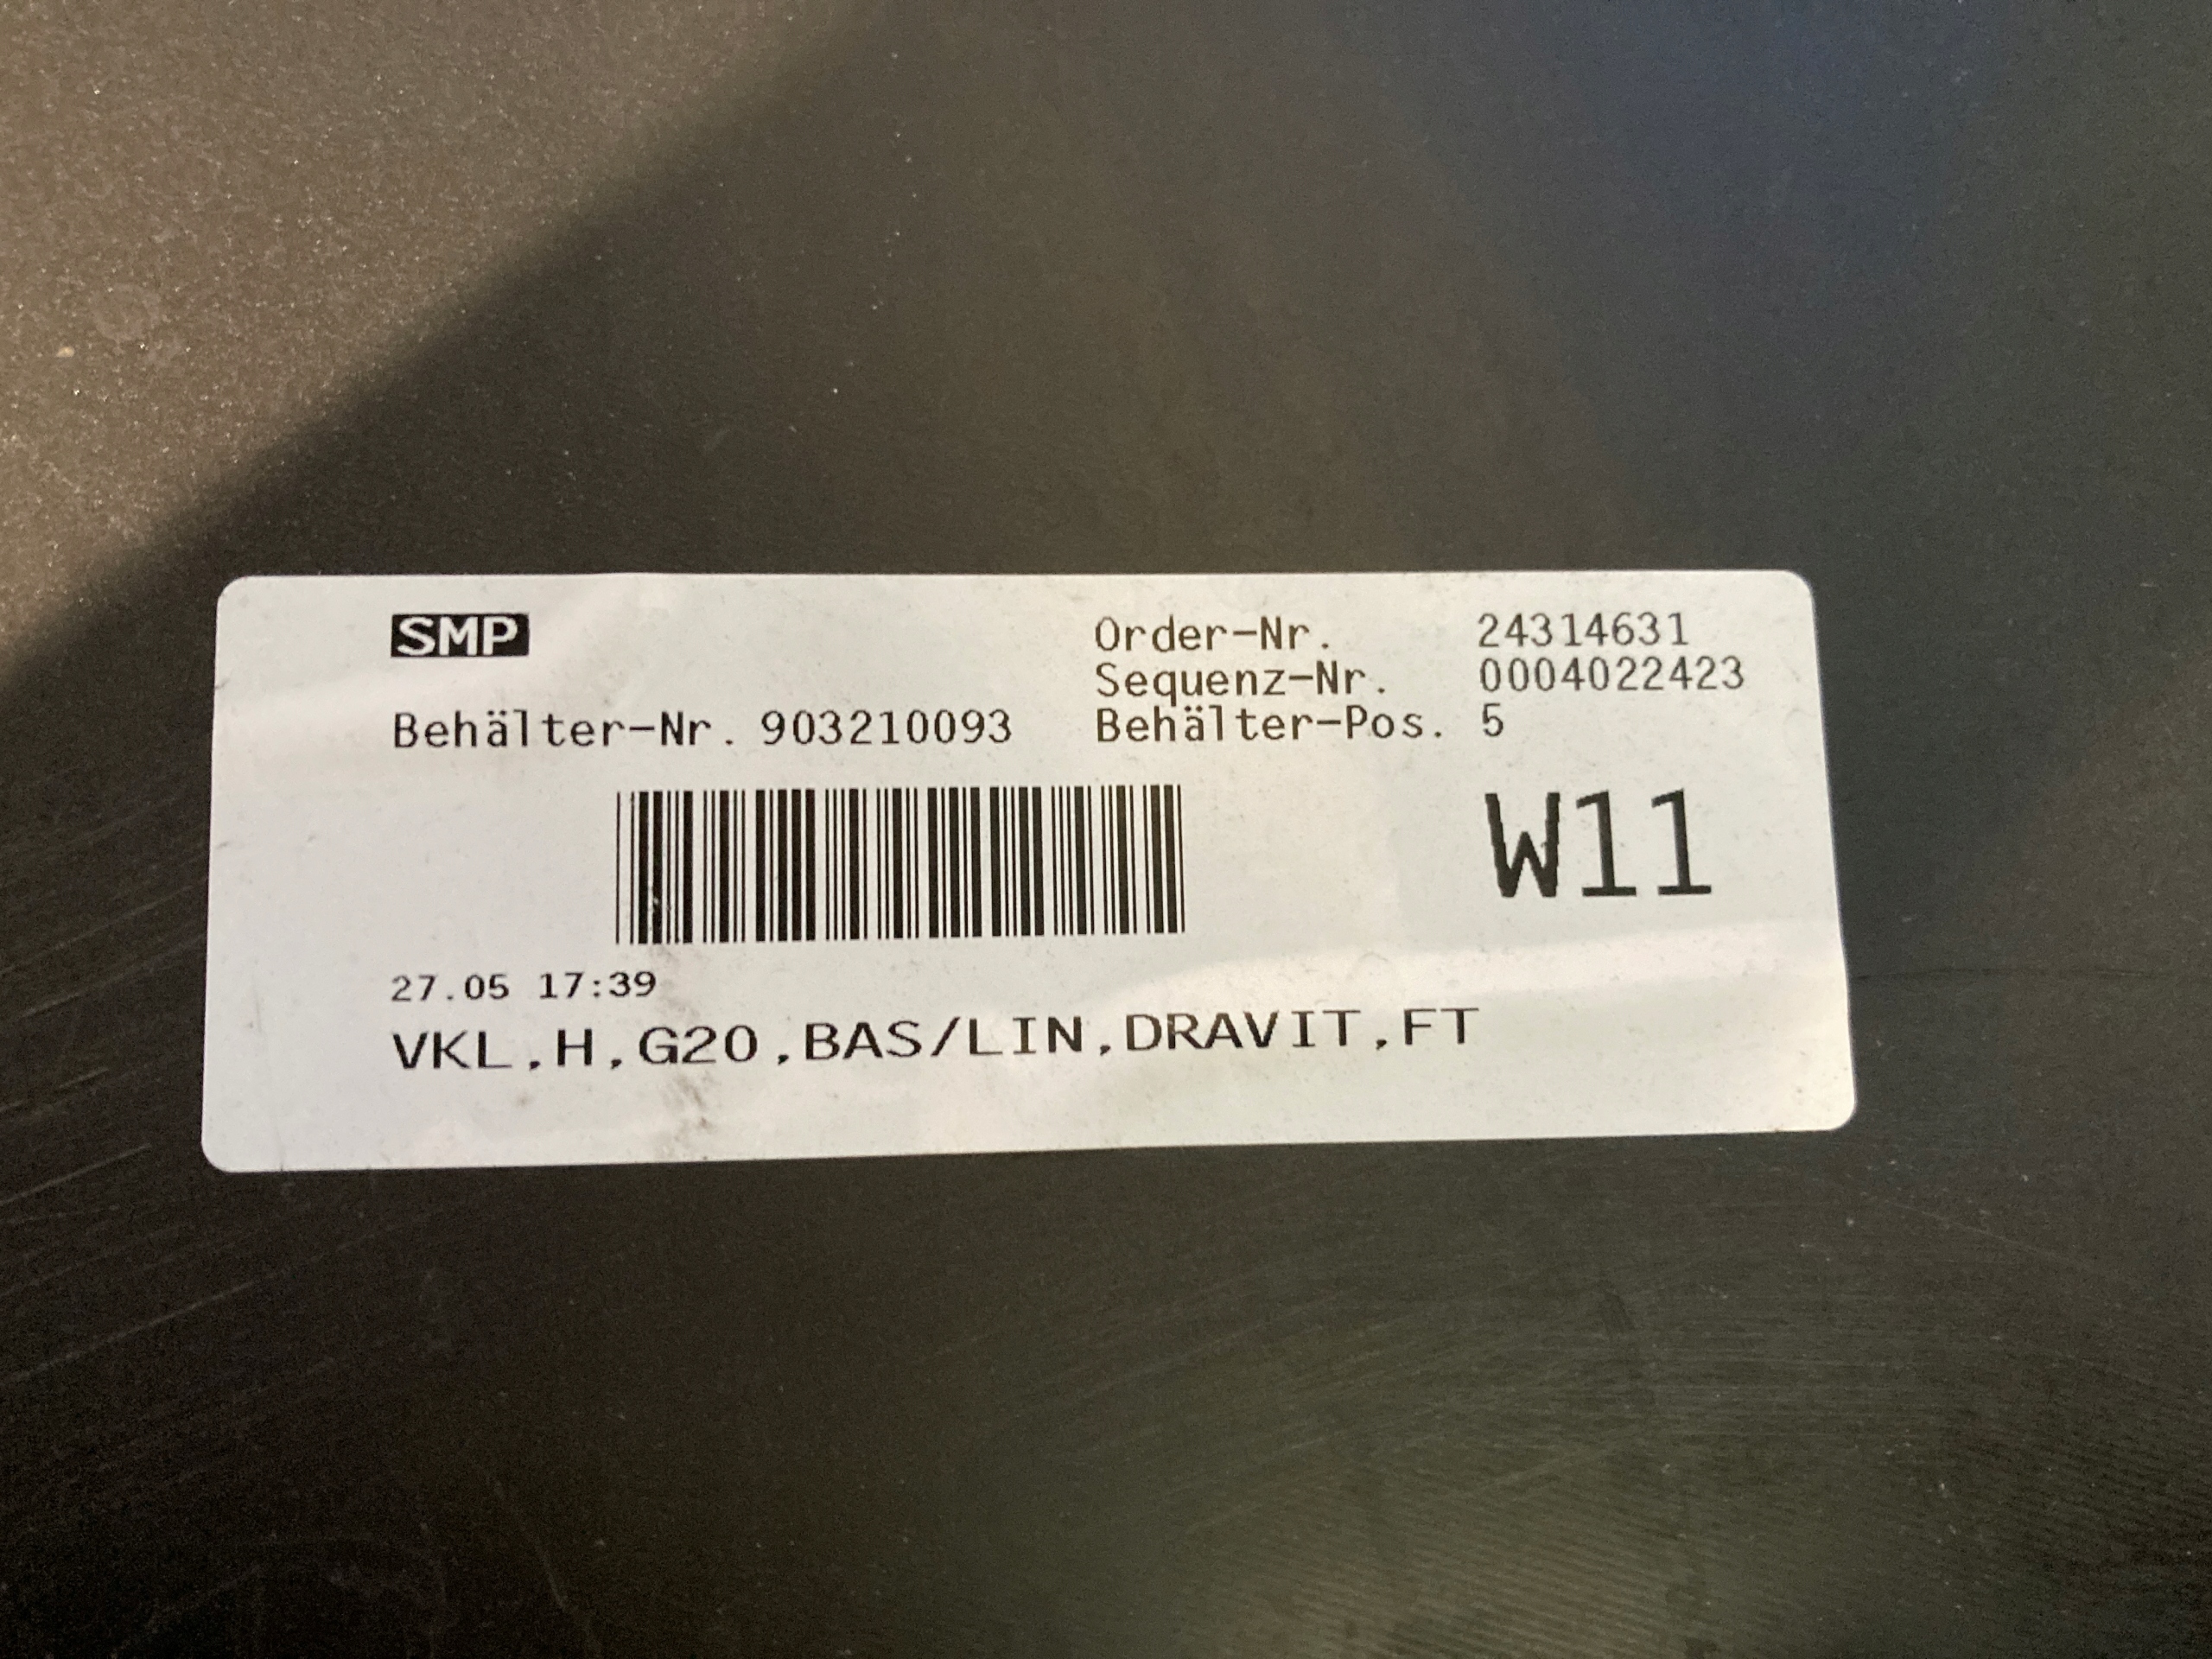 SMP
Order-Nr. 24314631
Sequenz-Nr. 0004022423
Behälter-Nr. 903210093 Behälter-Pos. 5
W11
27.05 17:39
VKL,H,G20,BAS/LIN,DRAVIT,FT